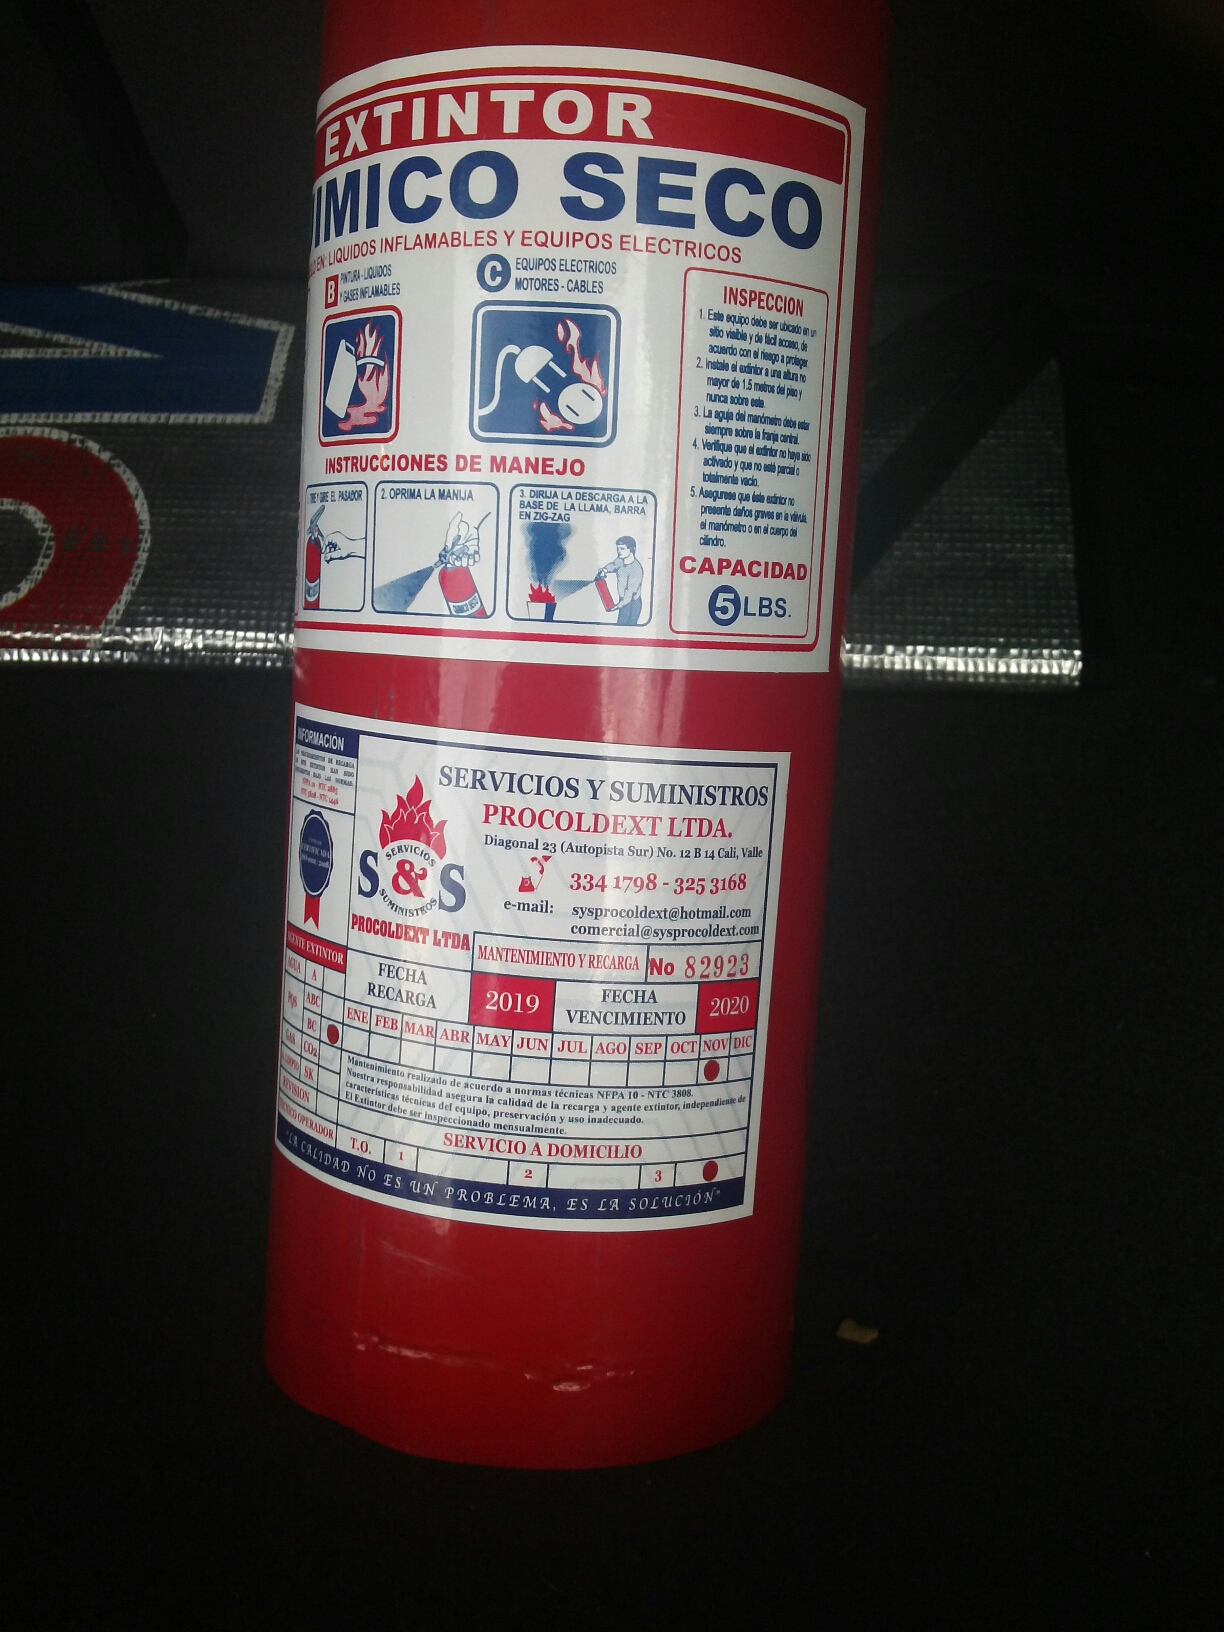 EXTINTOR
IMICO SECO
EN: LIQUIDOS INFLAMABLES Y EQUIPOS ELECTRICOS
B PINTURA - LIQUIDOS
Y GASES INFLAMABLES
C EQUIPOS ELECTRICOS
MOTORES - CABLES
INSTRUCCIONES DE MANEJO
TIRE Y GIRE EL PASADOR
2. OPRIMA LA MANIJA
3. DIRIJA LA DESCARGA A LA
BASE DE LA LLAMA, BARRA
EN ZIG-ZAG
INSPECCION
1. Este equipo debe ser ubicado en un
sitio visible y de fácil acceso, de
acuerdo con el riesgo a proteger.
2. Instale el extintor a una altura no
mayor de 1.5 metros del piso y
nunca sobre este.
3. La aguja del manómetro debe estar
siempre sobre la franja central.
4. Verifique que el extintor no haya sido
activado y que no esté parcial o
totalmente vacío.
5. Asegurese que éste extintor no
presente daños graves en la válvula,
el manómetro o en el cuerpo del
cilindro.
CAPACIDAD
5 LBS.
INFORMACIÓN
SERVICIOS Y SUMINISTROS
PROCOLDEXT LTDA.
Diagonal 23 (Autopista Sur) No. 12 B 14 Cali, Valle
334 1798 - 325 3168
e-mail: sysprocoldext@hotmail.com
comercial@sysprocoldext.com
SERVICIOS
S&S
SUMINISTROS
PROCOLDEXT LTDA
MANTENIMIENTO Y RECARGA No 82923
FECHA
RECARGA
2019
FECHA
VENCIMIENTO
2020
ENE FEB MAR ABR MAY JUN JUL AGO SEP OCT NOV DIC
AGENTE EXTINTOR
AGUA A
PQS ABC
BC
GAS CO2
SK
REVISION
TECNICO OPERADOR
Mantenimiento realizado de acuerdo a normas técnicas NFPA 10 - NTC 3808.
Nuestra responsabilidad asegura la calidad de la recarga y agente extintor, independiente de
características técnicas del equipo, preservación y uso inadecuado.
El Extintor debe ser inspeccionado mensualmente.
SERVICIO A DOMICILIO
T.O. 1 2 3
"LA CALIDAD NO ES UN PROBLEMA, ES LA SOLUCIÓN"